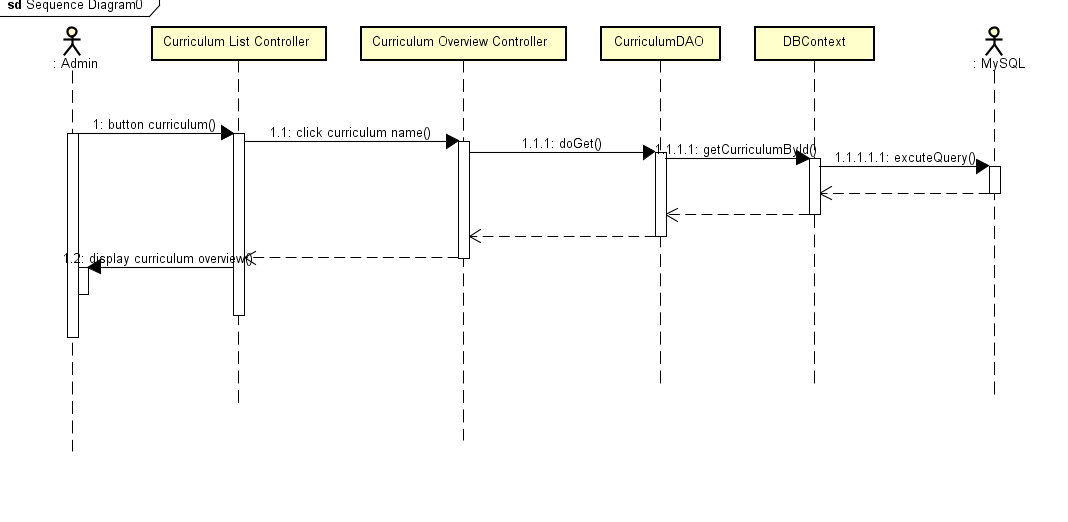 sd Sequence Diagram0
: Admin
Curriculum List Controller
Curriculum Overview Controller
CurriculumDAO
DBContext
: MySQL
1: button curriculum()
1.1: click curriculum name()
1.1.1: doGet()
1.1.1.1: getCurriculumById()
1.1.1.1.1: excuteQuery()
1.2: display curriculum overview()